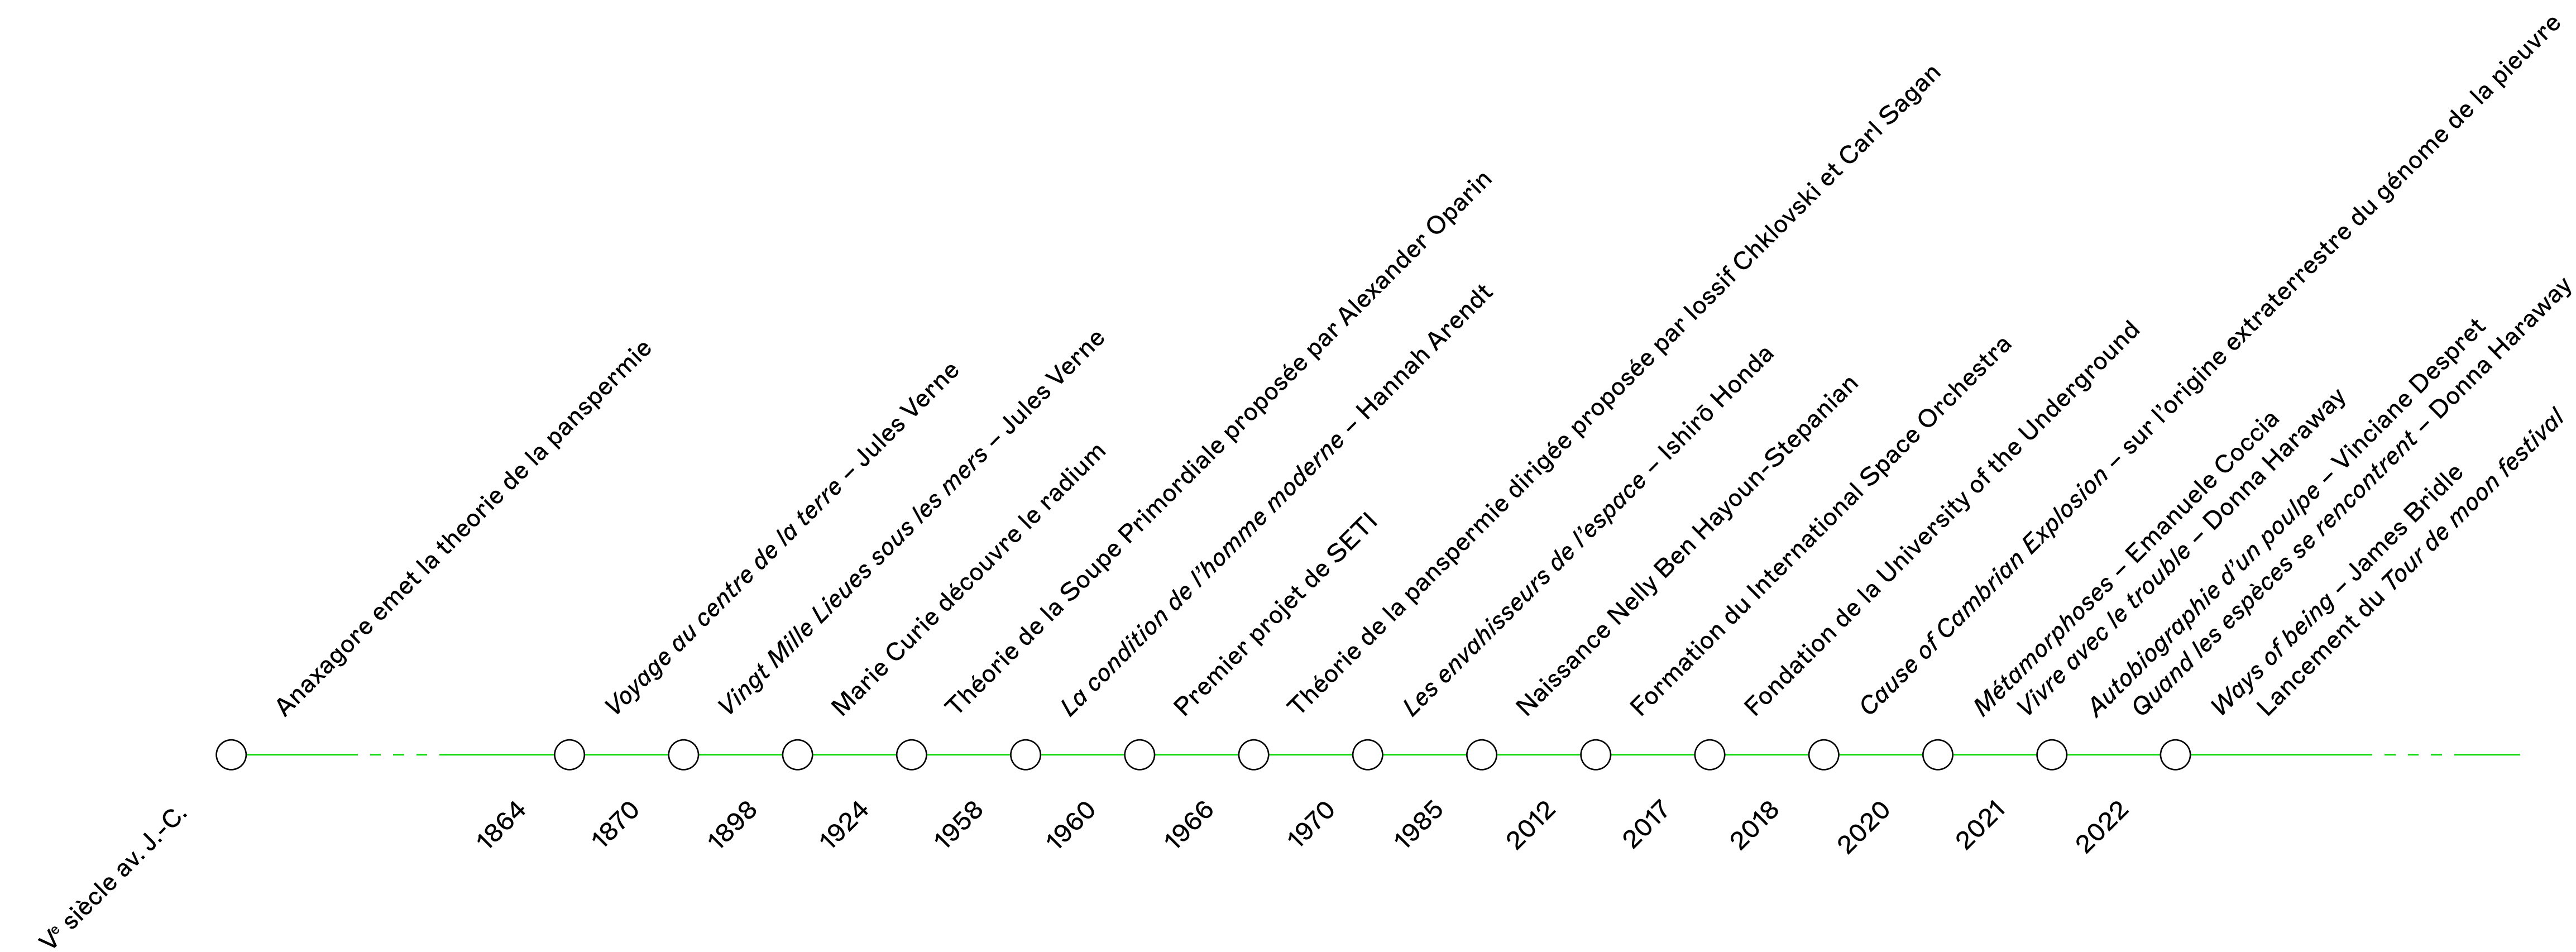 Anaxagore emet la theorie de la panspermie
Voyage au centre de la terre – Jules Verne
Vingt Mille Lieues sous les mers – Jules Verne
Marie Curie découvre le radium
Théorie de la Soupe Primordiale proposée par Alexander Oparin
La condition de l’homme moderne – Hannah Arendt
Premier projet de SETI
Théorie de la panspermie dirigée proposée par Iossif Chklovski et Carl Sagan
Les envahisseurs de l’espace – Ishirō Honda
Naissance Nelly Ben Hayoun-Stepanian
Formation du International Space Orchestra
Fondation de la University of the Underground
Cause of Cambrian Explosion – sur l’origine extraterrestre du génome de la pieuvre
Métamorphoses – Emanuele Coccia
Vivre avec le trouble – Donna Haraway
Autobiographie d’un poulpe – Vinciane Despret
Quand les espèces se rencontrent – Donna Haraway
Ways of being – James Bridle
Lancement du Tour de moon festival
Ve siècle av. J.-C.
1864
1870
1898
1924
1958
1960
1966
1970
1985
2012
2017
2018
2020
2021
2022